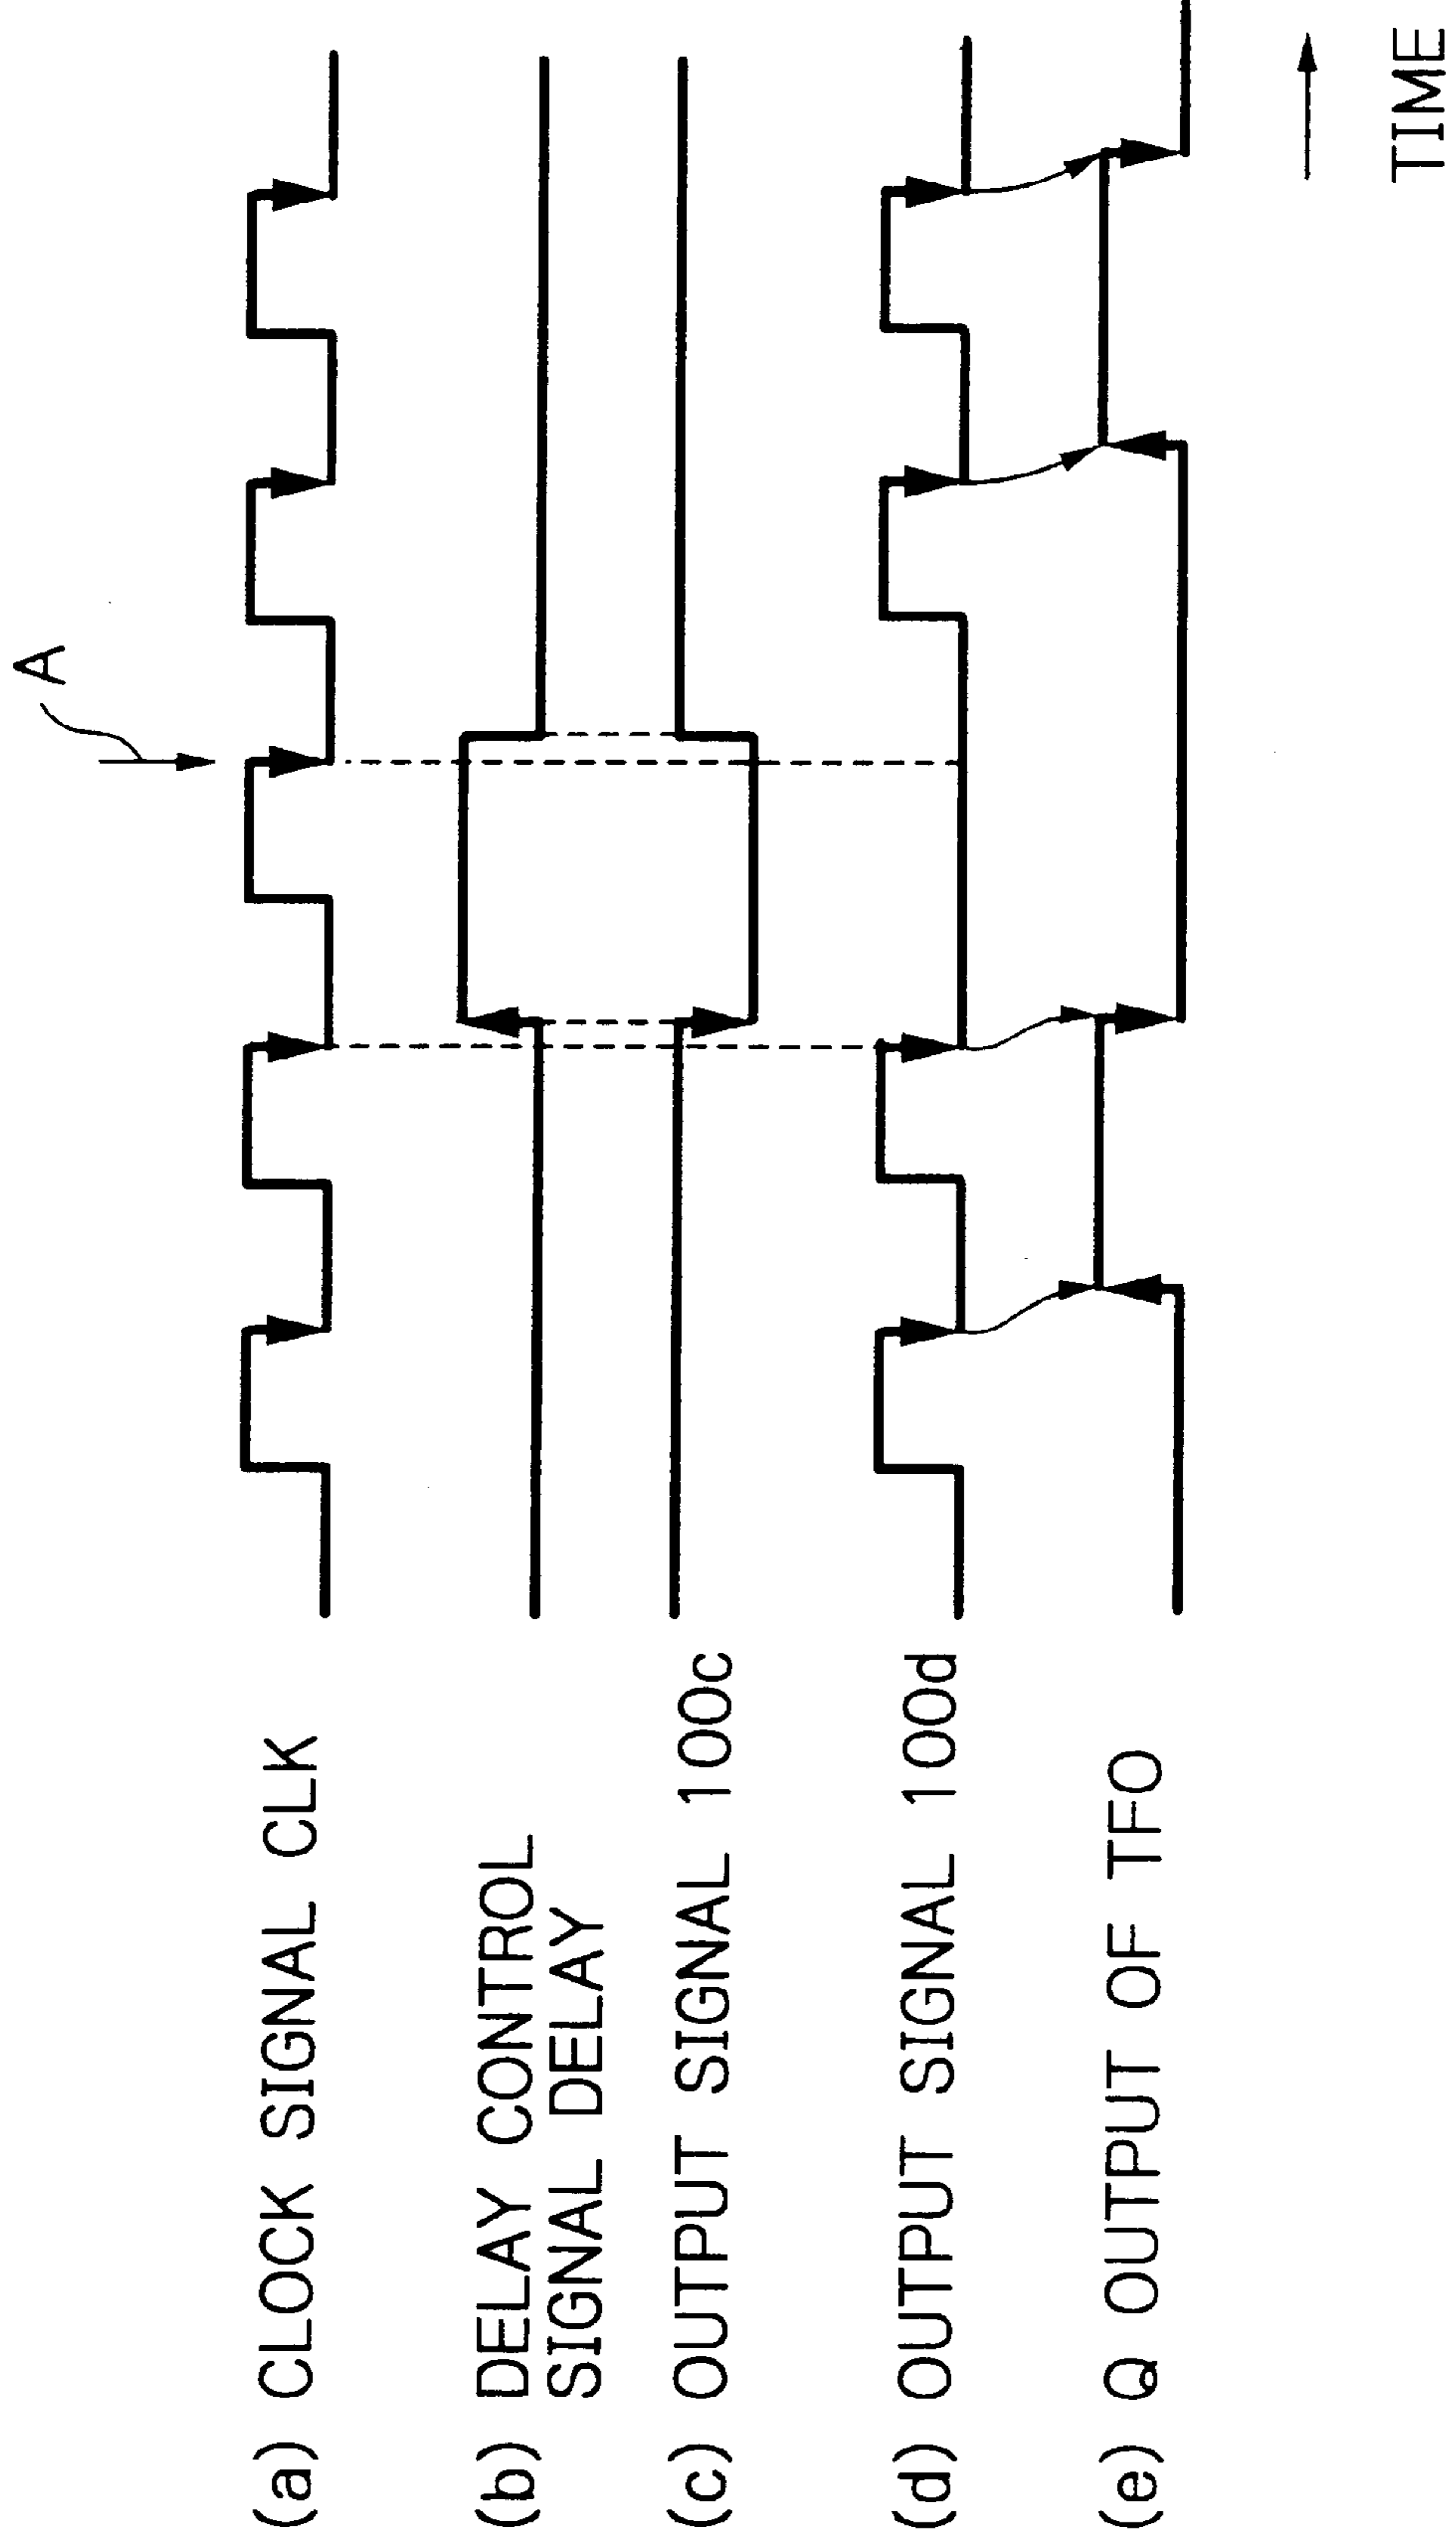 A
(a) CLOCK SIGNAL CLK
(b) DELAY CONTROL
SIGNAL DELAY
(c) OUTPUT SIGNAL 100c
(d) OUTPUT SIGNAL 100d
(e) Q OUTPUT OF TFO
TIME